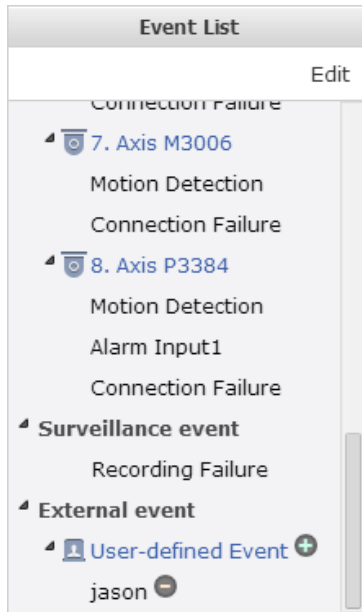 Event List
Edit
Connection Failure
7. Axis M3006
Motion Detection
Connection Failure
8. Axis P3384
Motion Detection
Alarm Input1
Connection Failure
Surveillance event
Recording Failure
External event
User-defined Event
jason